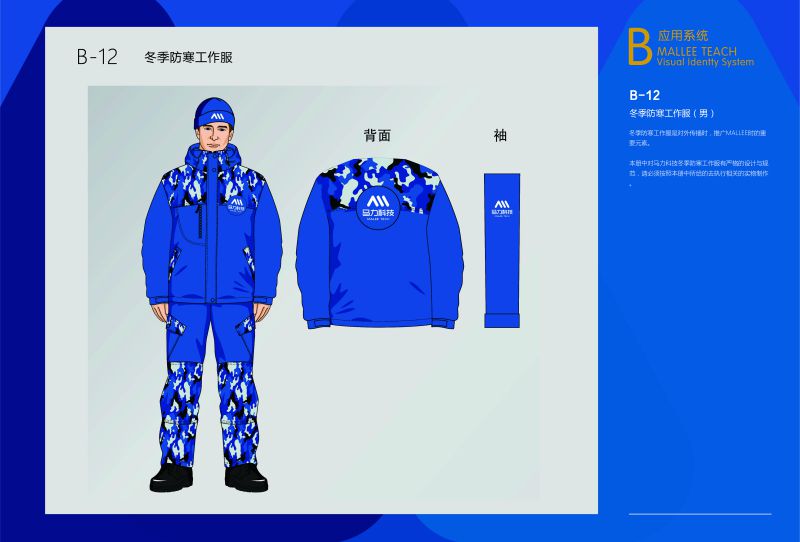 B-12 冬季防寒工作服
背面
袖
马力科技
马力科技
MALLEE TEACH
马力科技
B 应用系统
MALLEE TEACH
Visual Identty System
B-12
冬季防寒工作服（男）
冬季防寒工作服是对外传播时，推广MALLEE时的重
要元素。
本册中对马力科技冬季防寒工作服有严格的设计与规
范，请必须按照本册中所给的去执行相关的实物制作
。